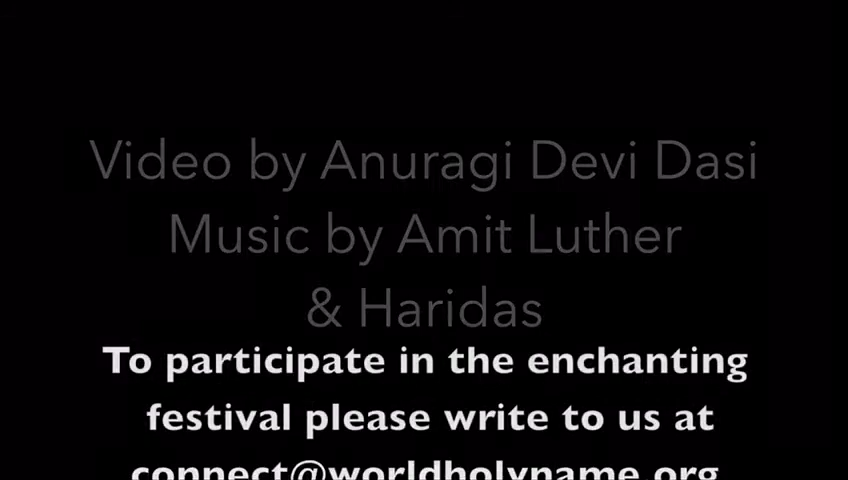 Video by Anuragi Devi Dasi
Music by Amit Luther
& Haridas
To participate in the enchanting
festival please write to us at
connect@worldholyname.org